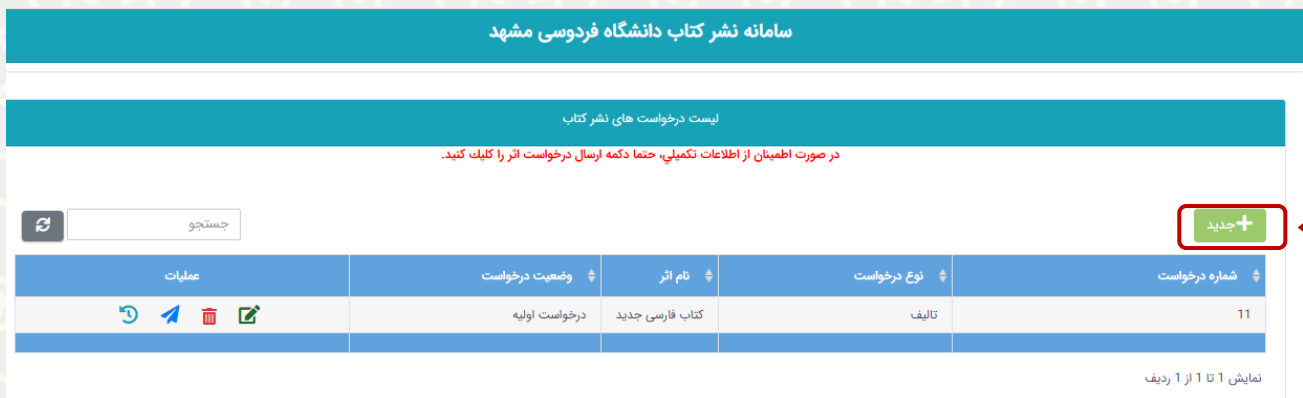 سامانه نشر کتاب دانشگاه فردوسی مشهد
لیست درخواست های نشر کتاب
در صورت اطمینان از اطلاعات تکمیلي، حتما دکمه ارسال درخواست اثر را کلیك کنید.
جدید
جستجو
شماره درخواست نوع درخواست نام اثر وضعیت درخواست عملیات
11 تالیف کتاب فارسی جدید درخواست اولیه
نمایش 1 تا 1 از 1 ردیف